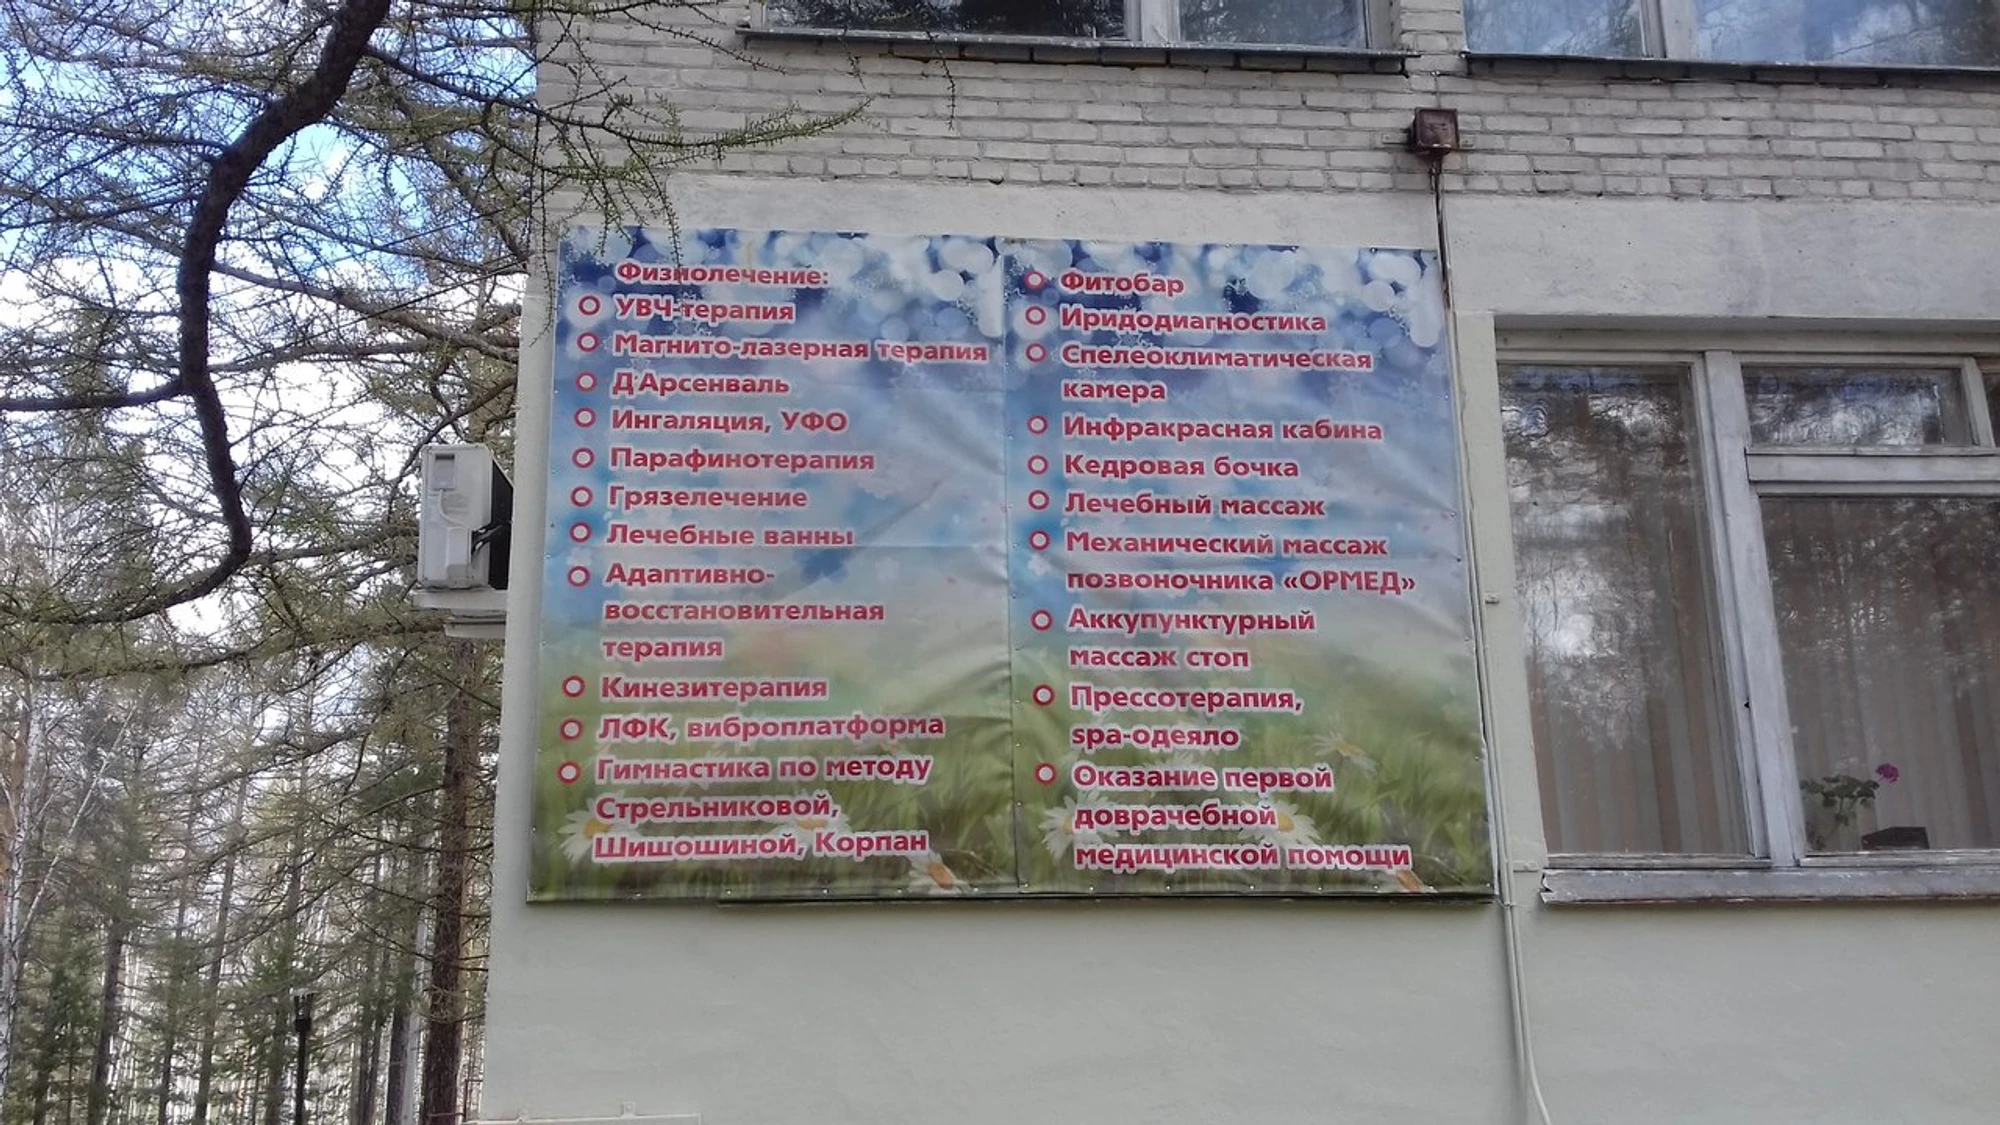 Физиолечение:
УВЧ-терапия
Магнито-лазерная терапия
Д'Арсенваль
Ингаляция, УФО
Парафинотерапия
Грязелечение
Лечебные ванны
Адаптивно-
восстановительная
терапия
Кинезитерапия
ЛФК, виброплатформа
Гимнастика по методу
Стрельниковой,
Шишошиной, Корпан
Фитобар
Иридодиагностика
Спелеоклиматическая
камера
Инфракрасная кабина
Кедровая бочка
Лечебный массаж
Механический массаж
позвоночника «ОРМЕД»
Аккупунктурный
массаж стоп
Прессотерапия,
spa-одеяло
Оказание первой
доврачебной
медицинской помощи